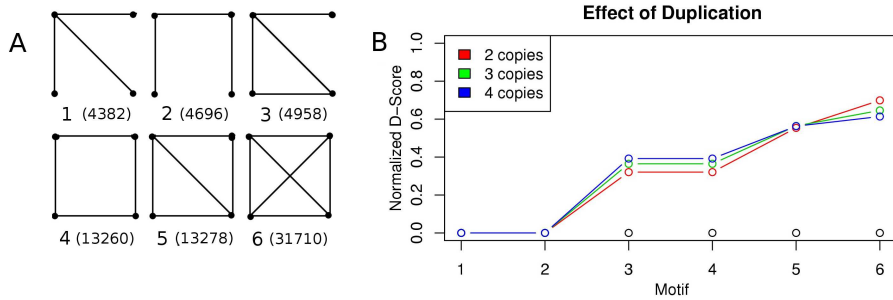 A
1 (4382)
2 (4696)
3 (4958)
4 (13260)
5 (13278)
6 (31710)
B
Effect of Duplication
2 copies
3 copies
4 copies
Normalized D−Score
1.0
0.8
0.6
0.4
0.2
0.0
1 2 3 4 5 6
Motif